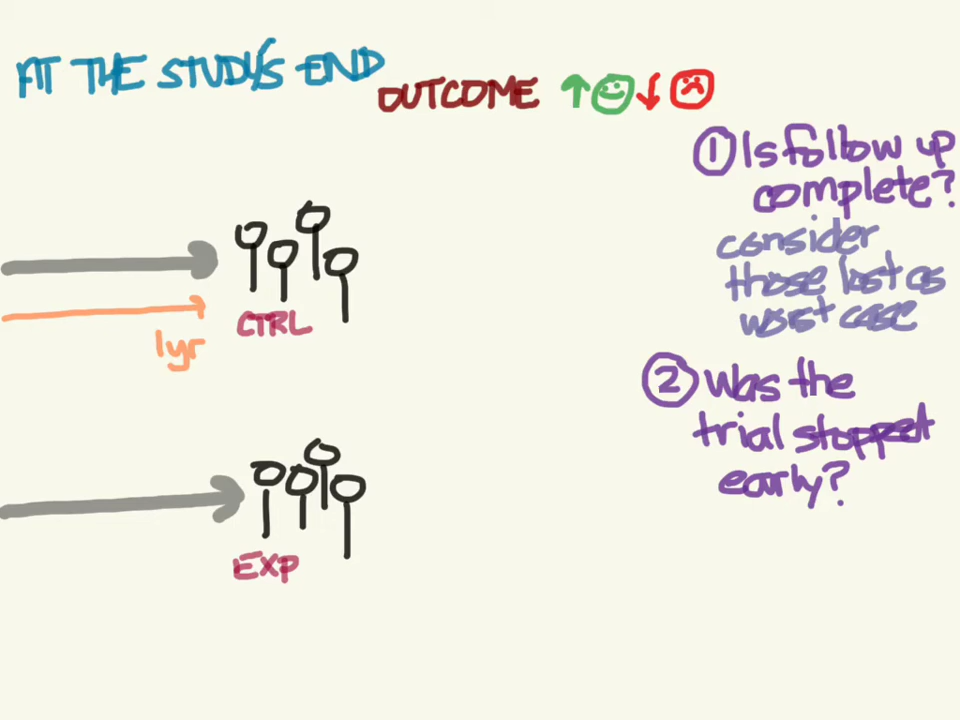 AT THE STUDY'S END
OUTCOME
① Is follow up
complete?
consider
those lost as
worst case
CTRL
1yr
② Was the
trial stopped
early?
EXP